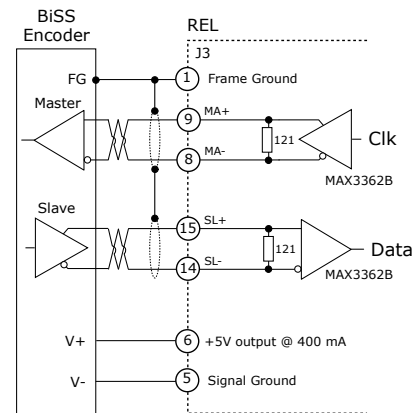 BiSS
Encoder
REL
J3
FG
1
Frame Ground
Master
9
MA+
121
Clk
8
MA-
MAX3362B
Slave
15
SL+
121
Data
14
SL-
MAX3362B
V+
6
+5V output @ 400 mA
V-
5
Signal Ground